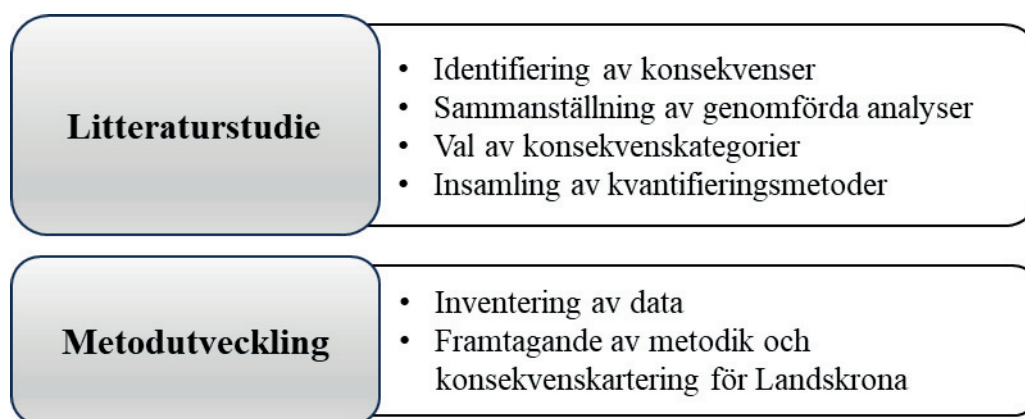 Litteraturstudie
• Identifiering av konsekvenser
• Sammanställning av genomförda analyser
• Val av konsekvenskategorier
• Insamling av kvantifieringsmetoder
Metodutveckling
• Inventering av data
• Framtagande av metodik och
konsekvenskartering för Landskrona